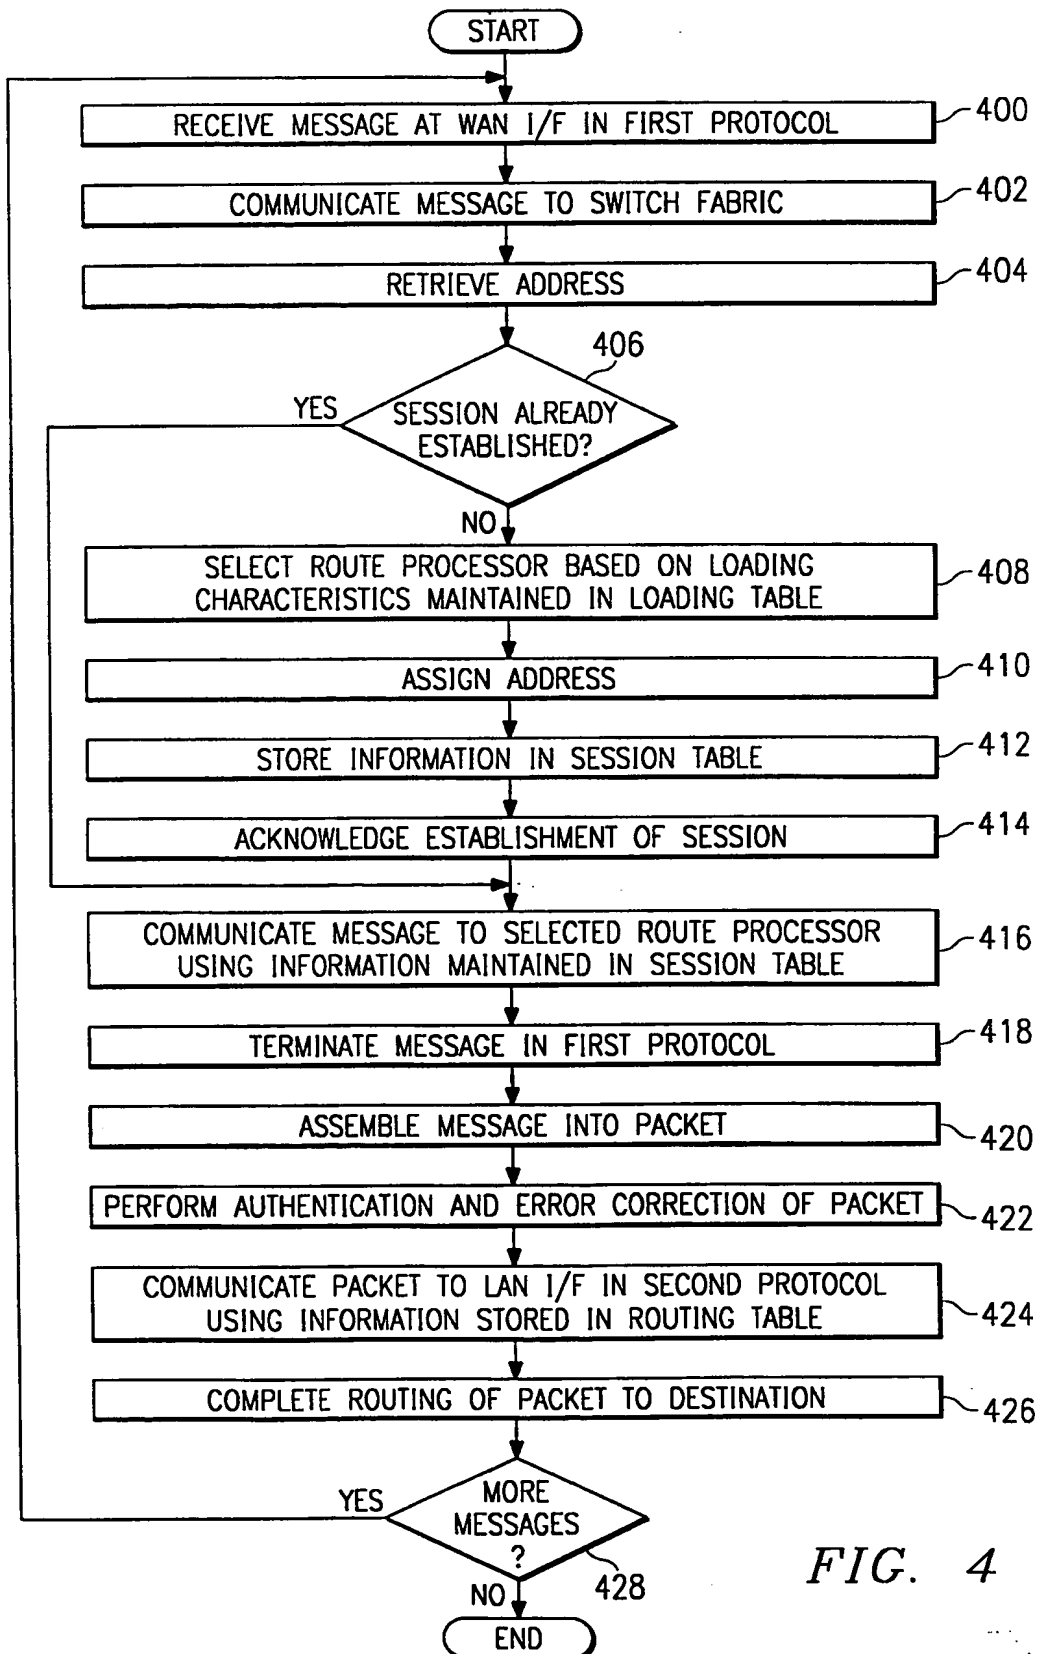 START
RECEIVE MESSAGE AT WAN I/F IN FIRST PROTOCOL
400
COMMUNICATE MESSAGE TO SWITCH FABRIC
402
RETRIEVE ADDRESS
404
406
YES
SESSION ALREADY
ESTABLISHED?
NO
SELECT ROUTE PROCESSOR BASED ON LOADING
CHARACTERISTICS MAINTAINED IN LOADING TABLE
408
ASSIGN ADDRESS
410
STORE INFORMATION IN SESSION TABLE
412
ACKNOWLEDGE ESTABLISHMENT OF SESSION
414
COMMUNICATE MESSAGE TO SELECTED ROUTE PROCESSOR
USING INFORMATION MAINTAINED IN SESSION TABLE
416
TERMINATE MESSAGE IN FIRST PROTOCOL
418
ASSEMBLE MESSAGE INTO PACKET
420
PERFORM AUTHENTICATION AND ERROR CORRECTION OF PACKET
422
COMMUNICATE PACKET TO LAN I/F IN SECOND PROTOCOL
USING INFORMATION STORED IN ROUTING TABLE
424
COMPLETE ROUTING OF PACKET TO DESTINATION
426
YES
MORE
MESSAGES
?
428
NO
END
FIG. 4